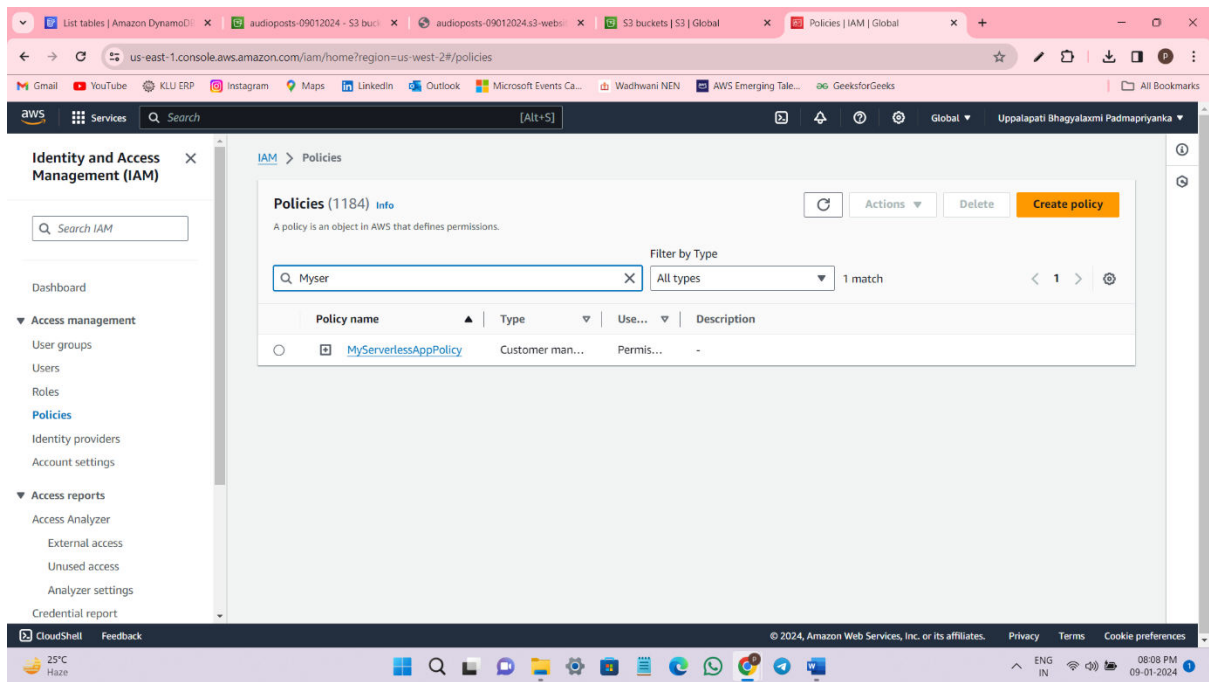 List tables | Amazon DynamoD
audioposts-09012024 - S3 buck
audioposts-09012024.s3-websi
S3 buckets | S3 | Global
Policies | IAM | Global
us-east-1.console.aws.amazon.com/iam/home?region=us-west-2#/policies
P
Gmail
YouTube
KLU ERP
Instagram
Maps
LinkedIn
Outlook
Microsoft Events Ca...
Wadhwani NEN
AWS Emerging Tale...
GeeksforGeeks
All Bookmarks
aws
Services
Search
[Alt+S]
Global
Uppalapati Bhagyalaxmi Padmapriyanka
Identity and Access
Management (IAM)
Search IAM
Dashboard
Access management
User groups
Users
Roles
Policies
Identity providers
Account settings
Access reports
Access Analyzer
External access
Unused access
Analyzer settings
Credential report
IAM > Policies
Policies (1184) Info
A policy is an object in AWS that defines permissions.
Actions
Delete
Create policy
Filter by Type
Myser
All types
1 match
1
Policy name
Type
Use...
Description
MyServerlessAppPolicy
Customer man...
Permis...
-
CloudShell
Feedback
© 2024, Amazon Web Services, Inc. or its affiliates.
Privacy
Terms
Cookie preferences
25°C
Haze
ENG
IN
08:08 PM
09-01-2024
1